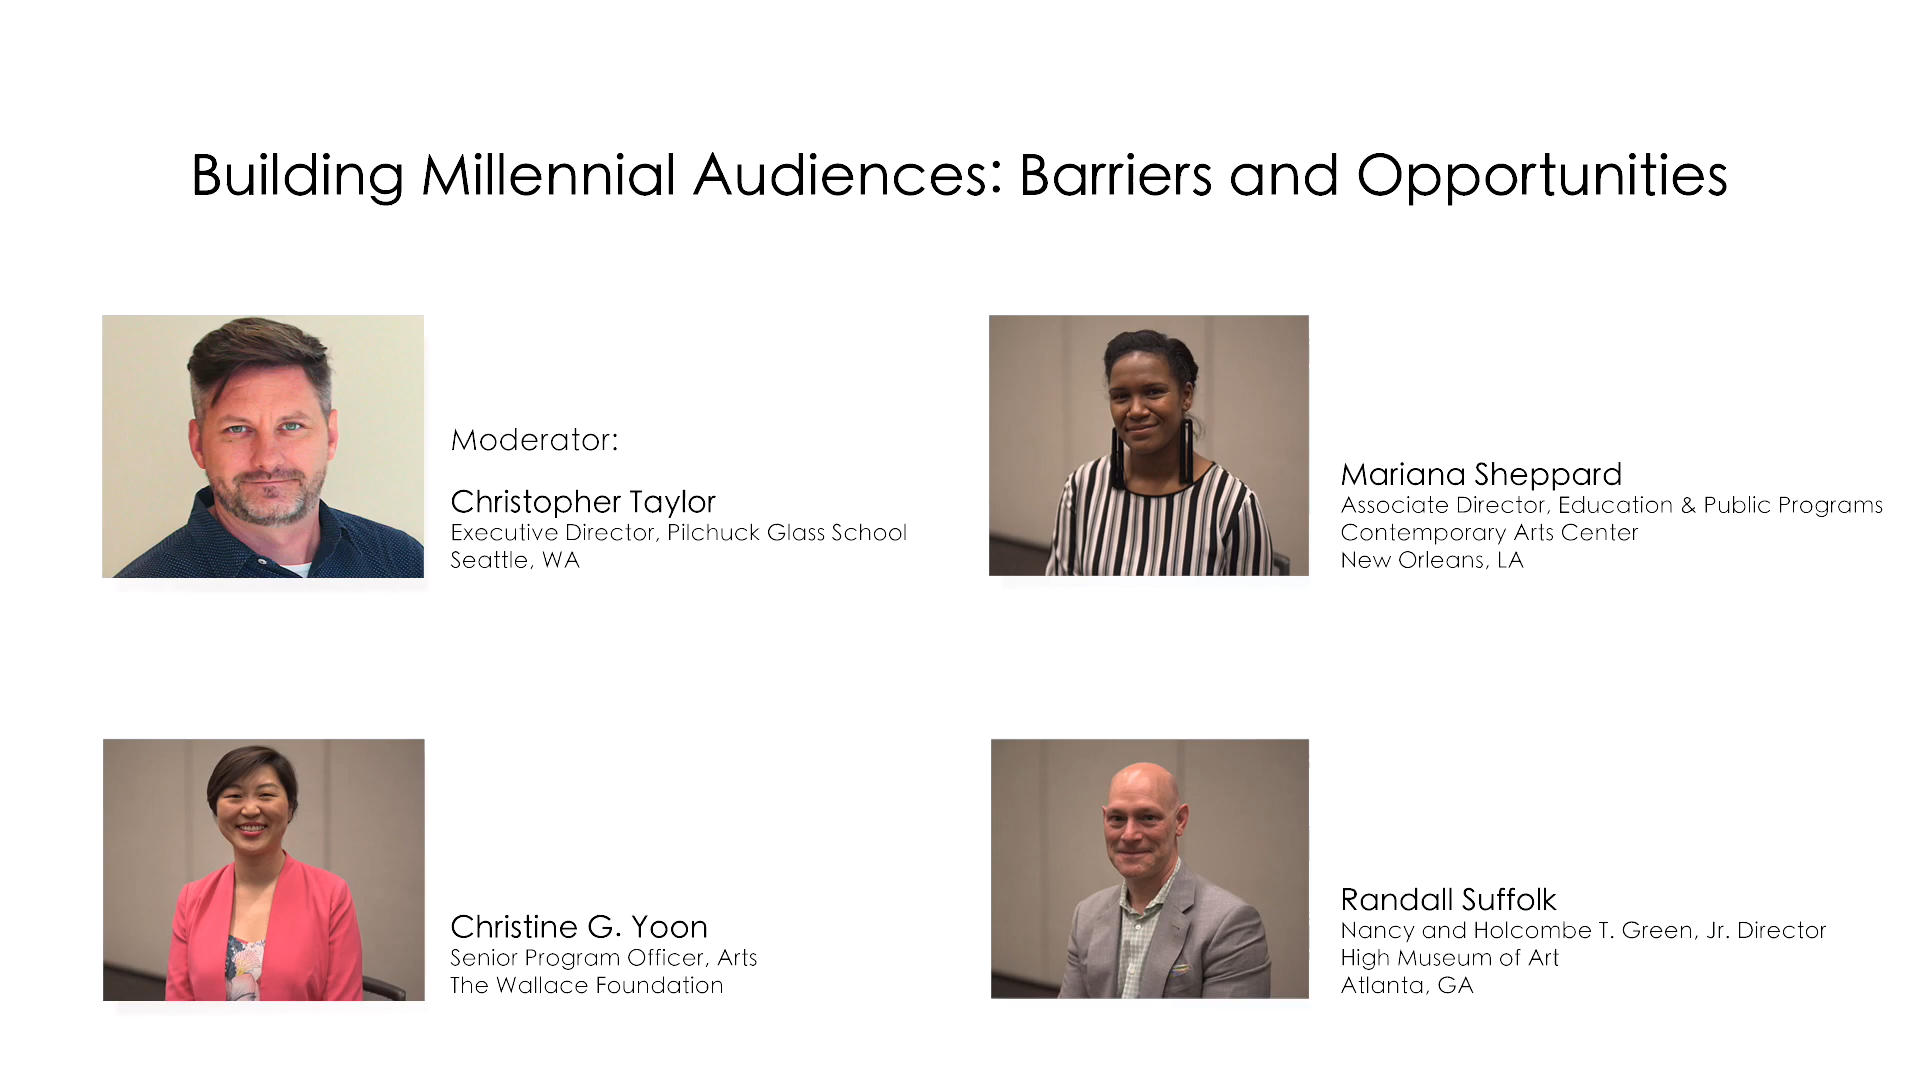 Building Millennial Audiences: Barriers and Opportunities
Moderator:
Christopher Taylor
Executive Director, Pilchuck Glass School
Seattle, WA
Mariana Sheppard
Associate Director, Education & Public Programs
Contemporary Arts Center
New Orleans, LA
Christine G. Yoon
Senior Program Officer, Arts
The Wallace Foundation
Randall Suffolk
Nancy and Holcombe T. Green, Jr. Director
High Museum of Art
Atlanta, GA